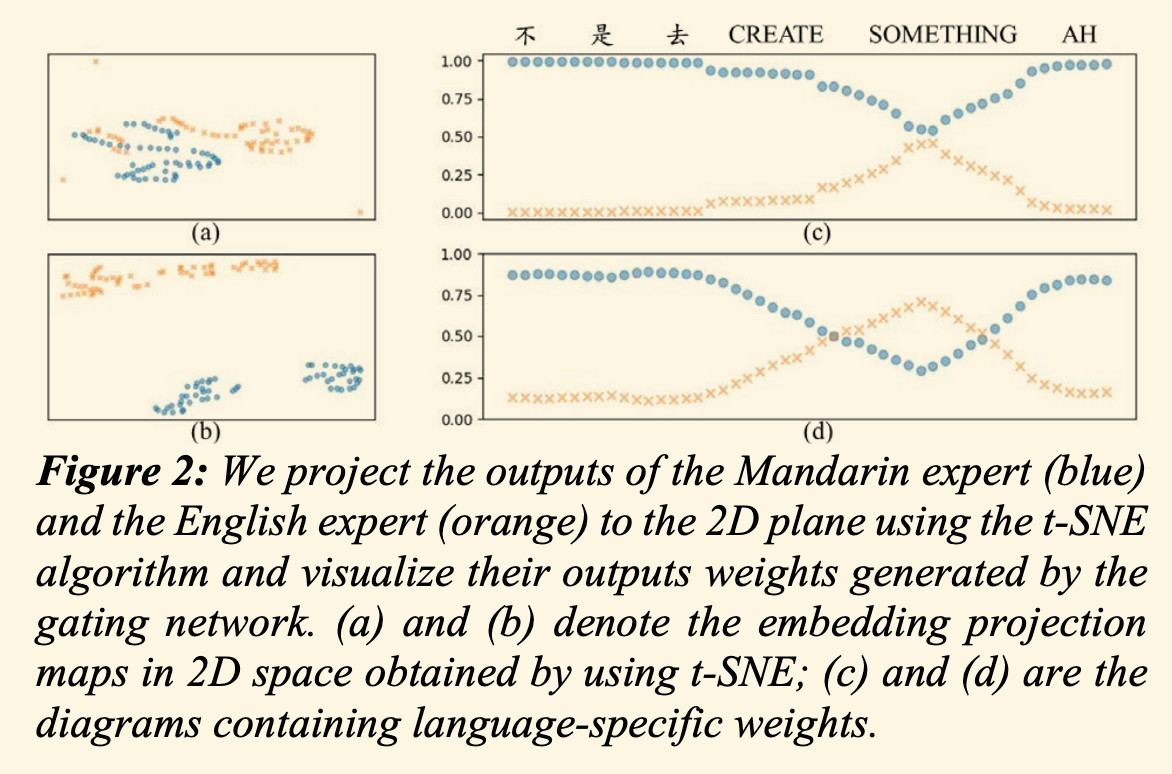 不 是 去 CREATE SOMETHING AH
1.00
0.75
0.50
0.25
0.00
(a) (c)
1.00
0.75
0.50
0.25
0.00
(b) (d)
Figure 2: We project the outputs of the Mandarin expert (blue)
and the English expert (orange) to the 2D plane using the t-SNE
algorithm and visualize their outputs weights generated by the
gating network. (a) and (b) denote the embedding projection
maps in 2D space obtained by using t-SNE; (c) and (d) are the
diagrams containing language-specific weights.